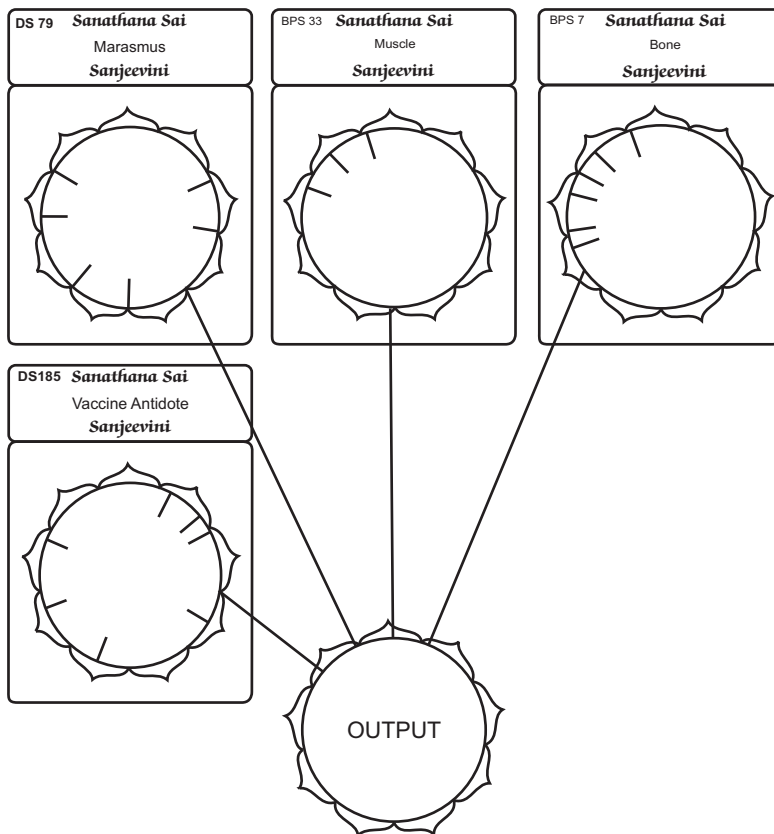 DS 79 Sanathana Sai
Marasmus
Sanjeevini
BPS 33 Sanathana Sai
Muscle
Sanjeevini
BPS 7 Sanathana Sai
Bone
Sanjeevini
DS185 Sanathana Sai
Vaccine Antidote
Sanjeevini
OUTPUT